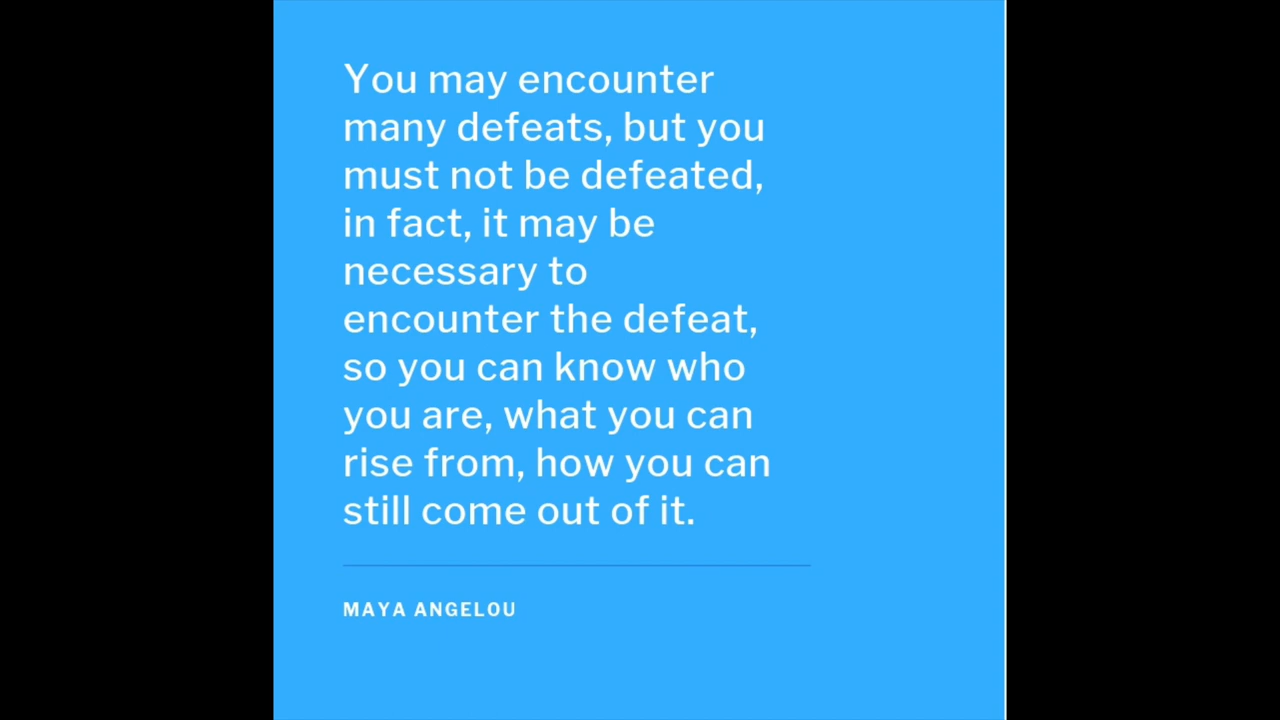 You may encounter
many defeats, but you
must not be defeated,
in fact, it may be
necessary to
encounter the defeat,
so you can know who
you are, what you can
rise from, how you can
still come out of it.
MAYA ANGELOU